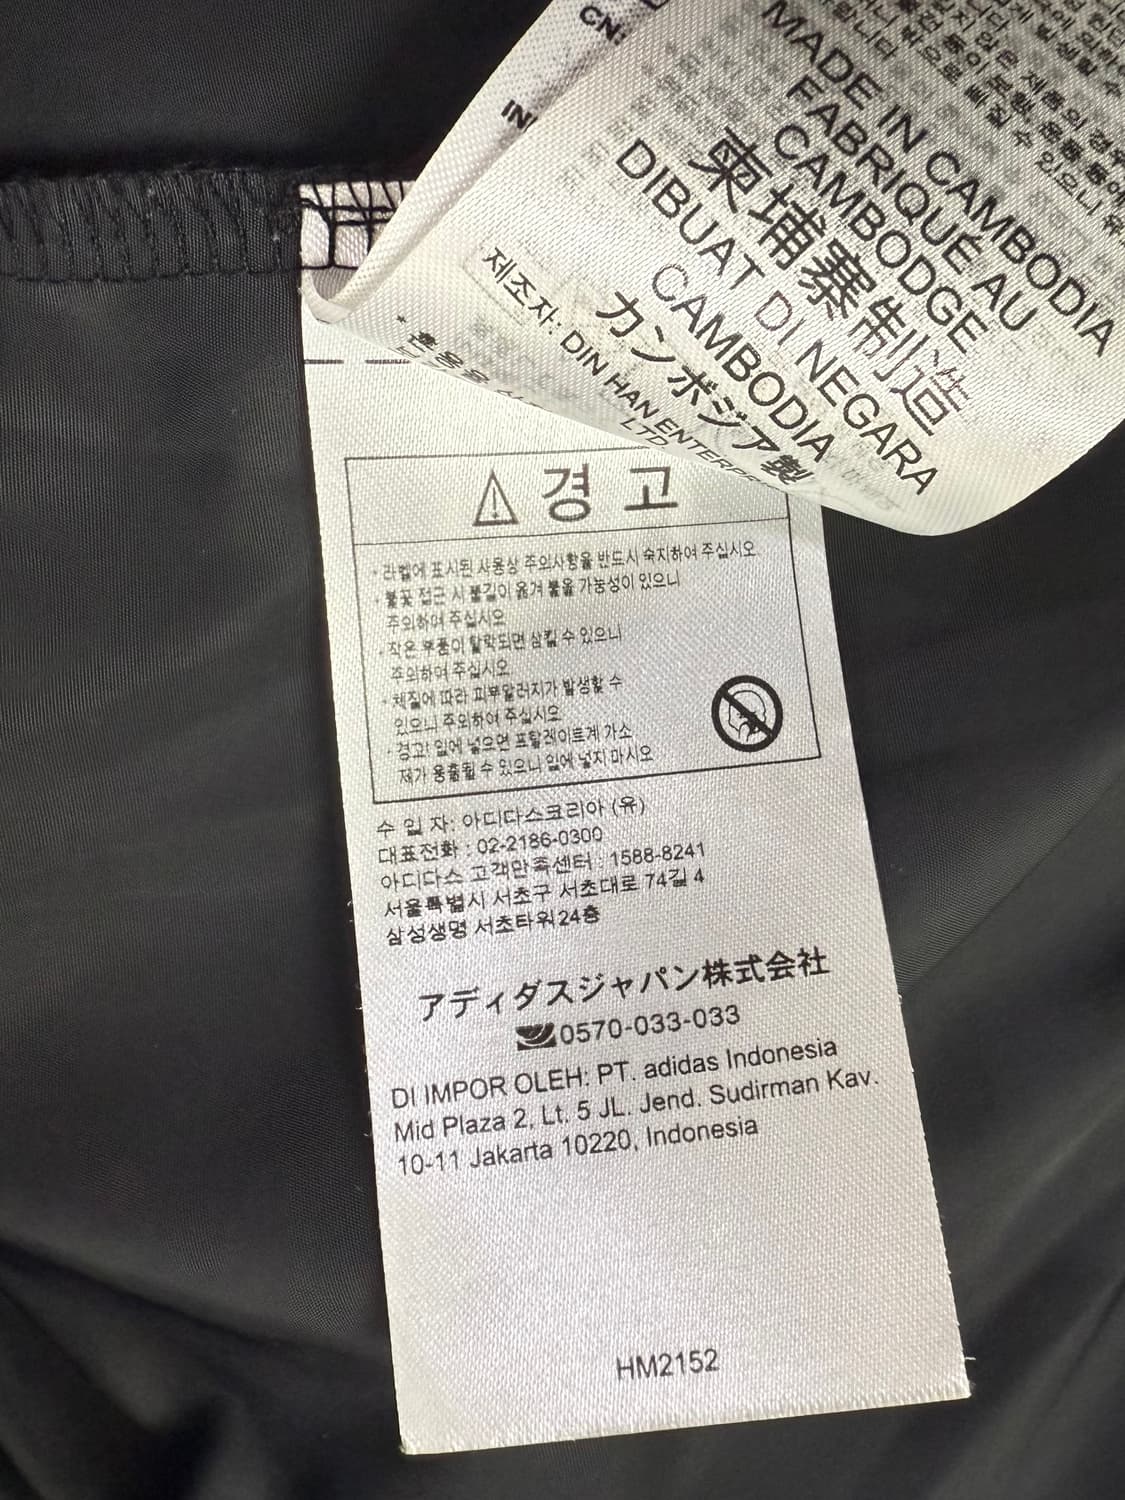 CN:
MADE IN CAMBODIA
FABRIQUÉ AU
CAMBODGE
柬埔寨制造
DIBUAT DI NEGARA
CAMBODIA
カンボジア製
제조자: DIN HAN ENTERPR
LTD
경 고
· 라벨에 표시된 사용상 주의사항을 반드시 숙지하여 주십시오.
· 불꽃 접근 시 불길이 옮겨 붙을 가능성이 있으니
주의하여 주십시오
· 작은 부품이 탈락되면 삼킬 수 있으니
주의하여 주십시오
· 체질에 따라 피부알러지가 발생할 수
있으니 주의하여 주십시오
· 경고! 입에 넣으면 프탈레이트계 가소
제가 용출될 수 있으니 입에 넣지 마시오
수 입 자: 아디다스코리아 (유)
대표전화 : 02-2186-0300
아디다스 고객만족센터 : 1588-8241
서울특별시 서초구 서초대로 74길 4
삼성생명 서초타워24층
アディダスジャパン株式会社
0570-033-033
DI IMPOR OLEH: PT. adidas Indonesia
Mid Plaza 2, Lt. 5 JL. Jend. Sudirman Kav.
10-11 Jakarta 10220, Indonesia
HM2152